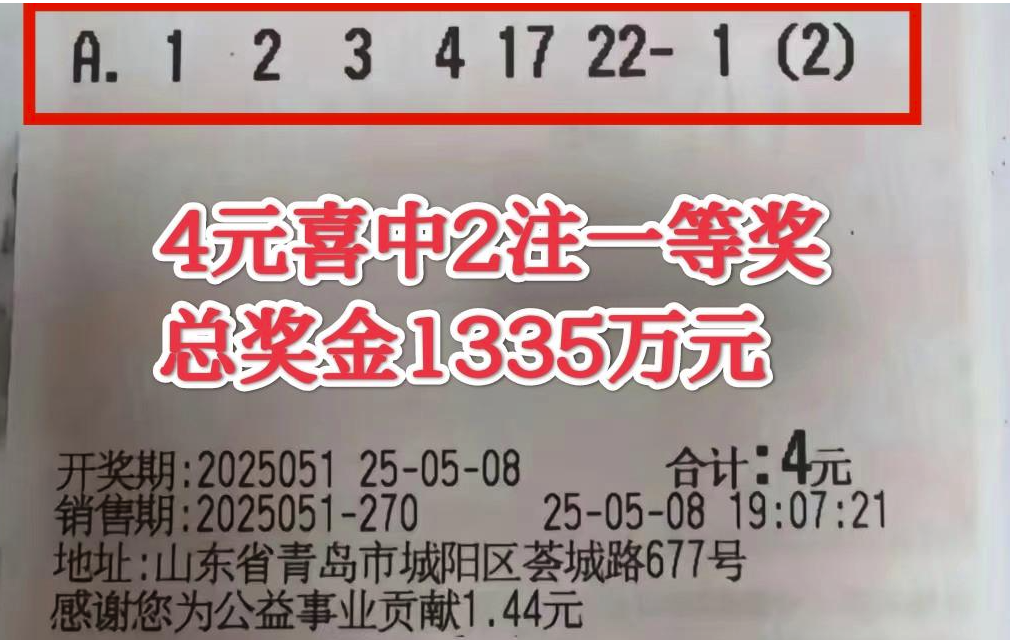 A. 1 2 3 4 17 22- 1 (2)
4元喜中2注一等奖
总奖金1335万元
开奖期:2025051 25-05-08 合计:4元
销售期:2025051-270 25-05-08 19:07:21
地址:山东省青岛市城阳区荟城路677号
感谢您为公益事业贡献1.44元